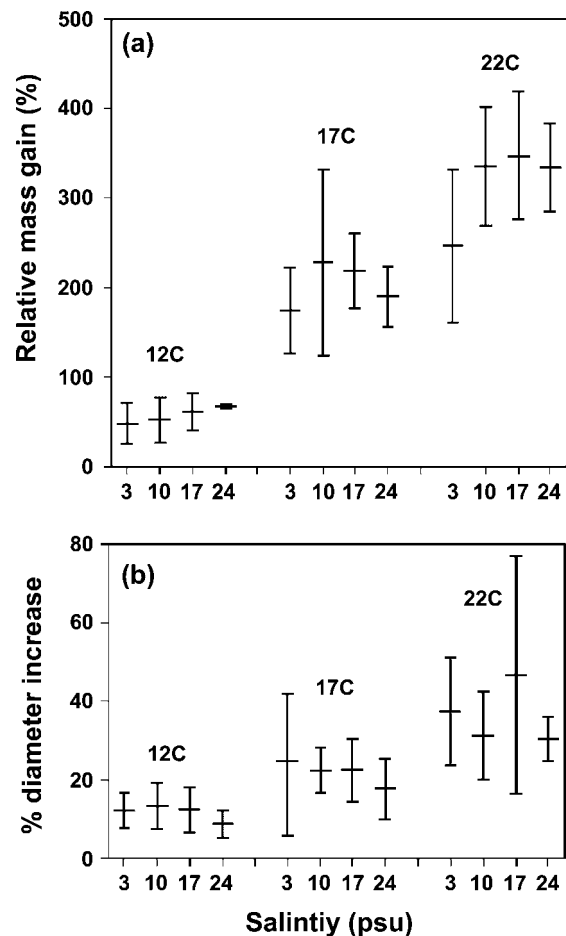 (a)
Relative mass gain (%)
500
400
300
200
100
0
12C
17C
22C
3 10 17 24 3 10 17 24 3 10 17 24
(b)
% diameter increase
80
60
40
20
0
12C
17C
22C
3 10 17 24 3 10 17 24 3 10 17 24
Salintiy (psu)